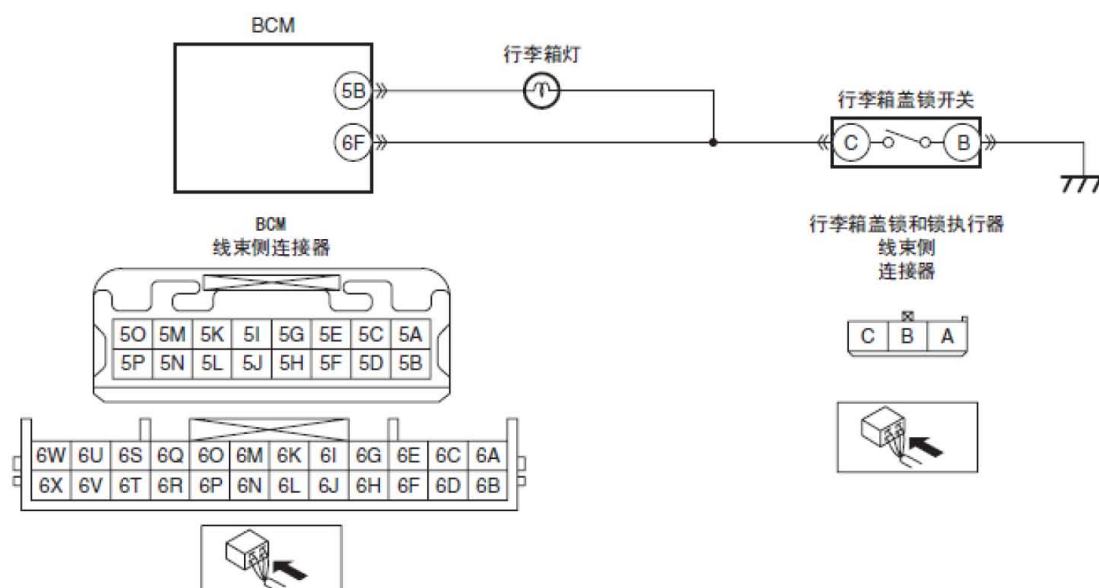 BCM
行李箱灯
5B
6F
行李箱盖锁开关
C B
BCM
线束侧连接器
行李箱盖锁和锁执行器
线束侧
连接器
5O 5M 5K 5I 5G 5E 5C 5A
5P 5N 5L 5J 5H 5F 5D 5B
C B A
6W 6U 6S 6Q 6O 6M 6K 6I 6G 6E 6C 6A
6X 6V 6T 6R 6P 6N 6L 6J 6H 6F 6D 6B